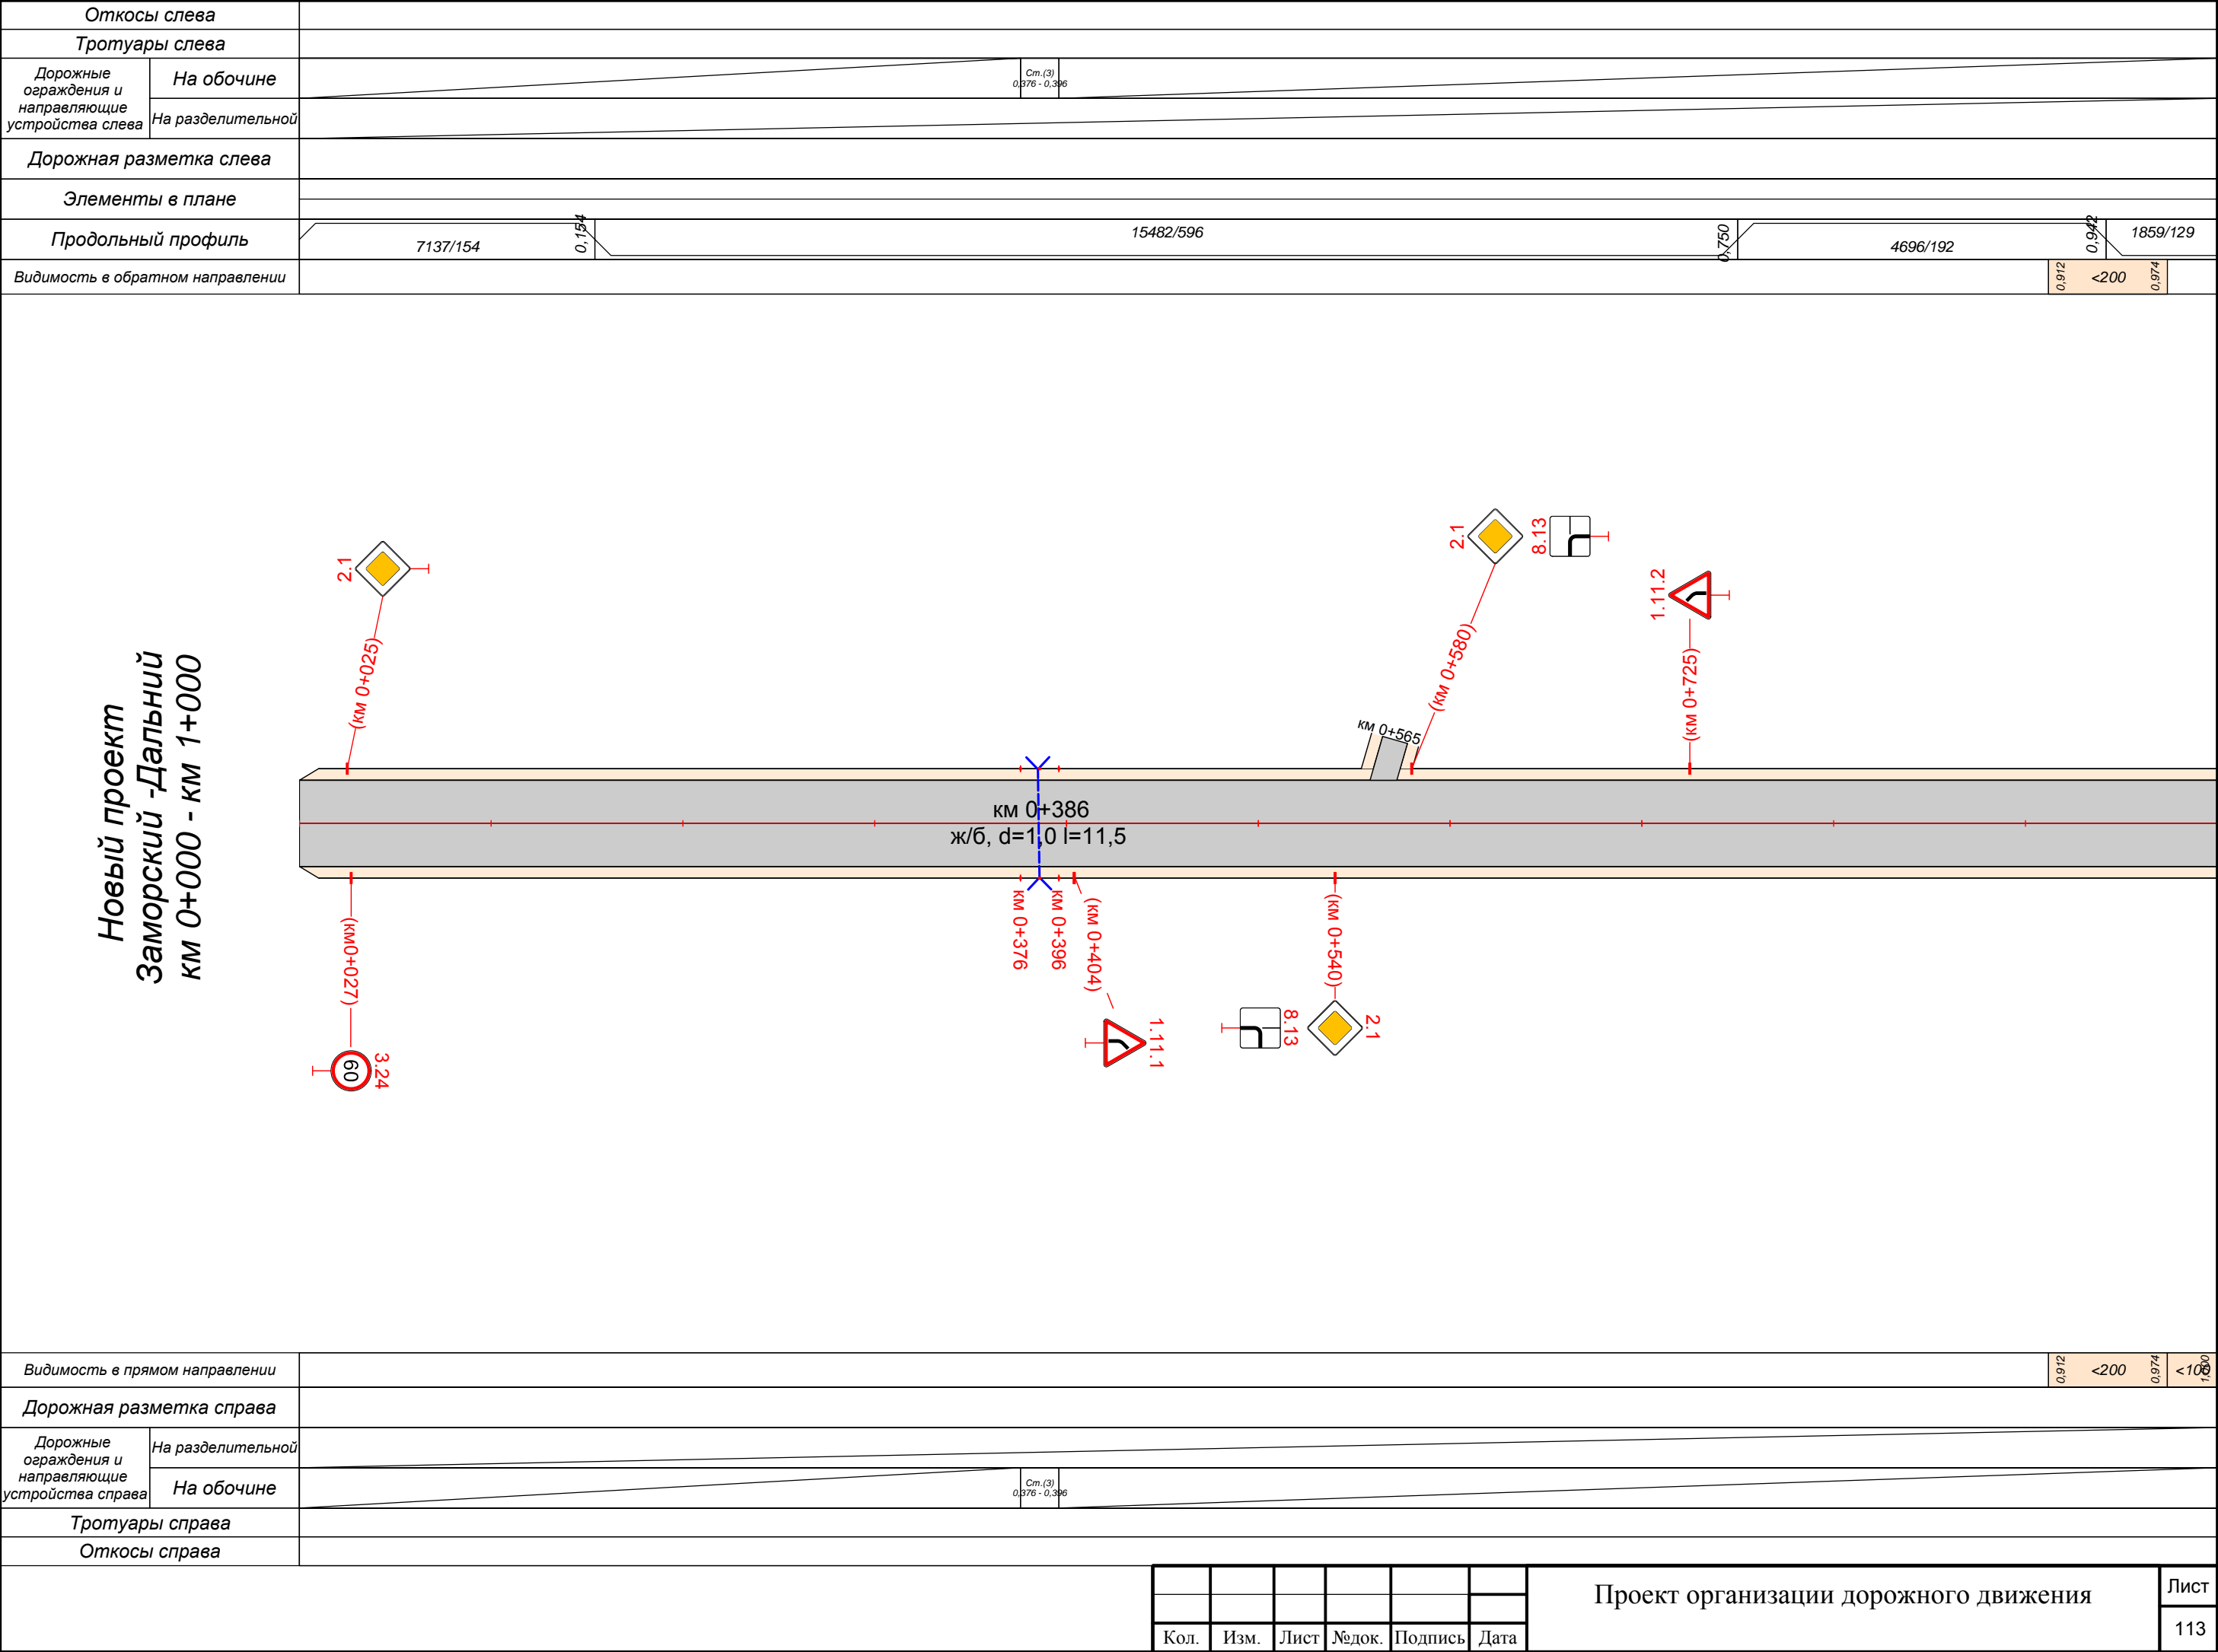 Откосы слева
Тротуары слева
Дорожные
ограждения и
направляющие
устройства слева
На обочине
Ст.(3)
0,376 - 0,396
На разделительной
Дорожная разметка слева
Элементы в плане
Продольный профиль
7137/154
0,154
15482/596
0,750
4696/192
0,942
1859/129
Видимость в обратном направлении
0,912
<200
0,974
Новый проект
Заморский -Дальний
км 0+000 - км 1+000
2.1
(км 0+025)
2.1
8.13
(км 0+580)
1.11.2
(км 0+725)
км 0+565
км 0+386
ж/б, d=1,0 l=11,5
(км0+027)
60
3.24
км 0+376
км 0+396
(км 0+404)
1.11.1
(км 0+540)
8.13
2.1
Видимость в прямом направлении
0,912
<200
0,974
<100
1,000
Дорожная разметка справа
Дорожные
ограждения и
направляющие
устройства справа
На разделительной
На обочине
Ст.(3)
0,376 - 0,396
Тротуары справа
Откосы справа
Кол.
Изм.
Лист
№док.
Подпись
Дата
Проект организации дорожного движения
Лист
113